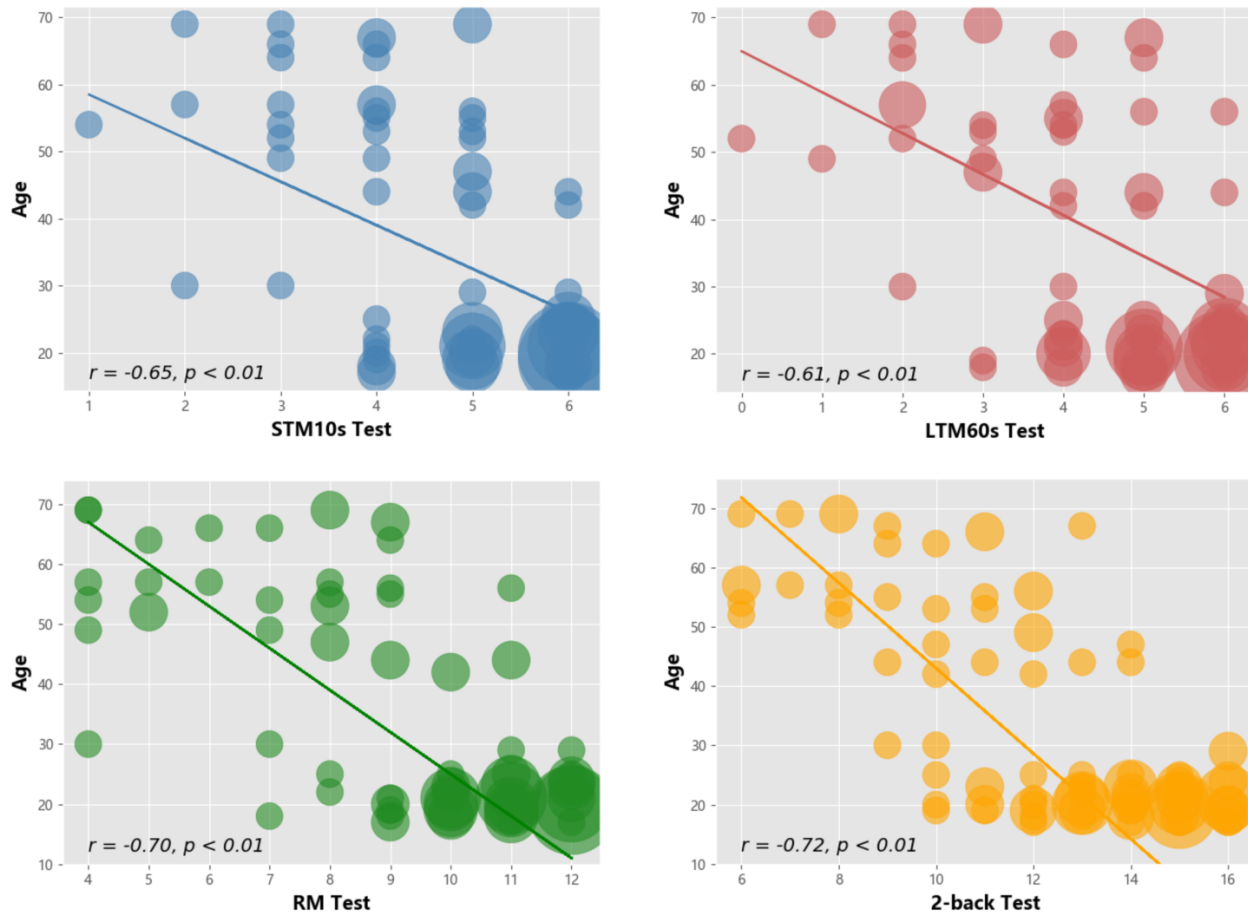 70
60
50
40
30
20
Age
r = -0.65, p < 0.01
1 2 3 4 5 6
STM10s Test
70
60
50
40
30
20
Age
r = -0.61, p < 0.01
0 1 2 3 4 5 6
LTM60s Test
70
60
50
40
30
20
10
Age
r = -0.70, p < 0.01
4 5 6 7 8 9 10 11 12
RM Test
70
60
50
40
30
20
10
Age
r = -0.72, p < 0.01
6 8 10 12 14 16
2-back Test